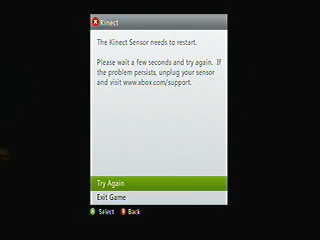 Kinect
The Kinect Sensor needs to restart.
Please wait a few seconds and try again. If
the problem persists, unplug your sensor
and visit www.xbox.com/support.
Try Again
Exit Game
A Select B Back